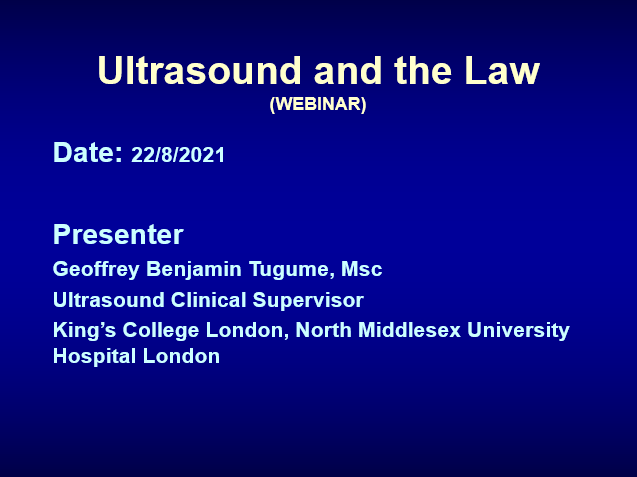 Ultrasound and the Law
(WEBINAR)
Date: 22/8/2021
Presenter
Geoffrey Benjamin Tugume, Msc
Ultrasound Clinical Supervisor
King’s College London, North Middlesex University
Hospital London